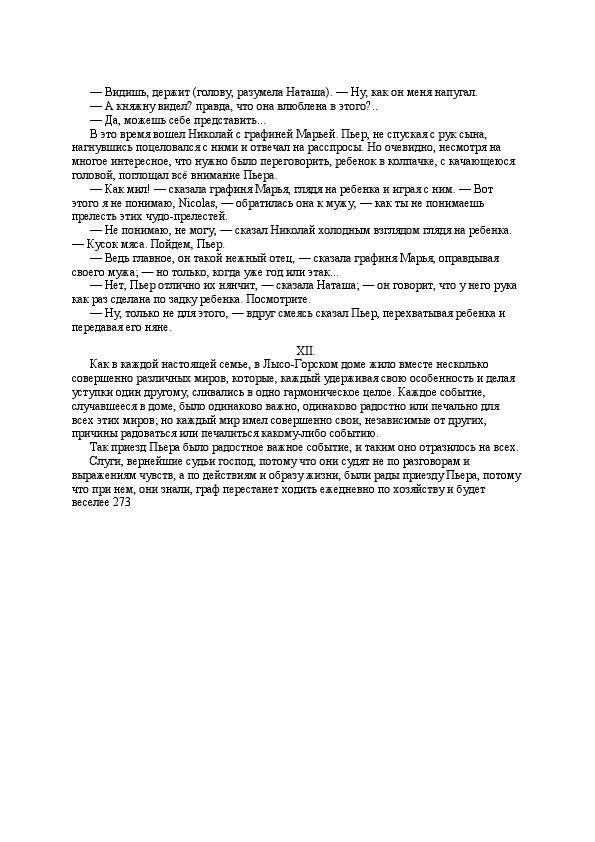 — Видишь, держит (голову, разумела Наташа). — Ну, как он меня напугал.
— А княжну видел? правда, что она влюблена в этого?..
— Да, можешь себе представить...
В это время вошел Николай с графиней Марьей. Пьер, не спуская с рук сына,
нагнувшись поцеловался с ними и отвечал на расспросы. Но очевидно, несмотря на
многое интересное, что нужно было переговорить, ребенок в колпачке, с качающеюся
головой, поглощал всё внимание Пьера.
— Как мил! — сказала графиня Марья, глядя на ребенка и играя с ним. — Вот
этого я не понимаю, Nicolas, — обратилась она к мужу, — как ты не понимаешь
прелесть этих чудо-прелестей.
— Не понимаю, не могу, — сказал Николай холодным взглядом глядя на ребенка.
— Кусок мяса. Пойдем, Пьер.
— Ведь главное, он такой нежный отец, — сказала графиня Марья, оправдывая
своего мужа; — но только, когда уже год или этак...
— Нет, Пьер отлично их нянчит, — сказала Наташа; — он говорит, что у него рука
как раз сделана по задку ребенка. Посмотрите.
— Ну, только не для этого, — вдруг смеясь сказал Пьер, перехватывая ребенка и
передавая его няне.
XII.
Как в каждой настоящей семье, в Лысо-Горском доме жило вместе несколько
совершенно различных миров, которые, каждый удерживая свою особенность и делая
уступки один другому, сливались в одно гармоническое целое. Каждое событие,
случавшееся в доме, было одинаково важно, одинаково радостно или печально для
всех этих миров; но каждый мир имел совершенно свои, независимые от других,
причины радоваться или печалиться какому-либо событию.
Так приезд Пьера было радостное важное событие, и таким оно отразилось на всех.
Слуги, вернейшие судьи господ, потому что они судят не по разговорам и
выражениям чувств, а по действиям и образу жизни, были рады приезду Пьера, потому
что при нем, они знали, граф перестанет ходить ежедневно по хозяйству и будет
веселее 273